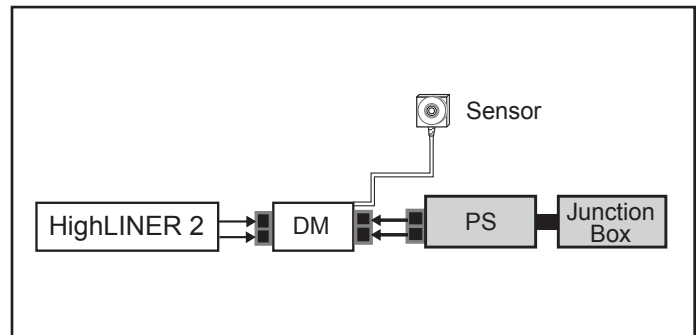 Sensor
HighLINER 2
DM
PS
Junction
Box